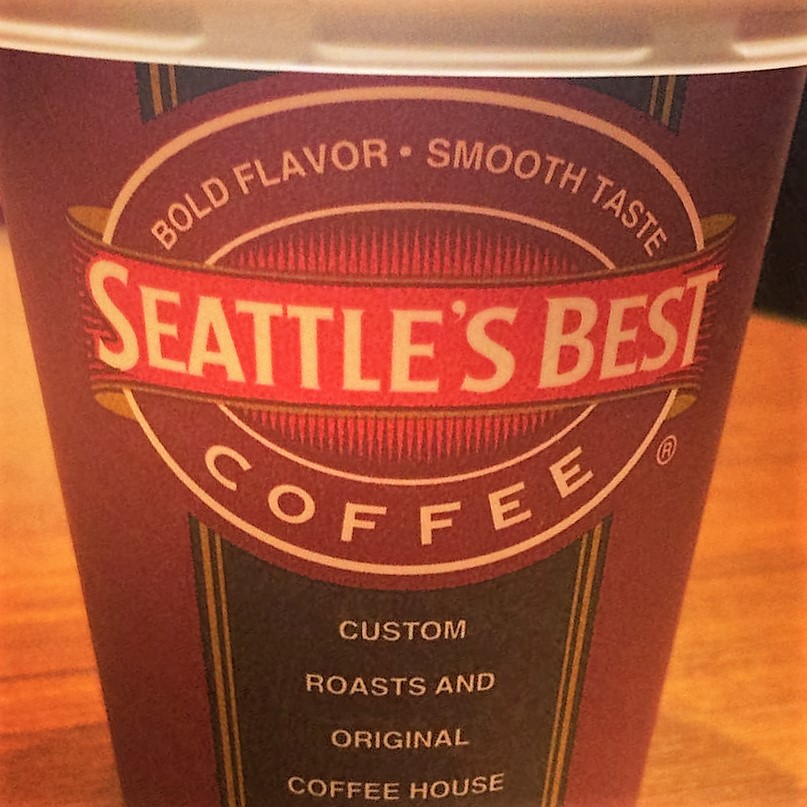 BOLD FLAVOR • SMOOTH TASTE
SEATTLE'S BEST
COFFEE ®
CUSTOM
ROASTS AND
ORIGINAL
COFFEE HOUSE